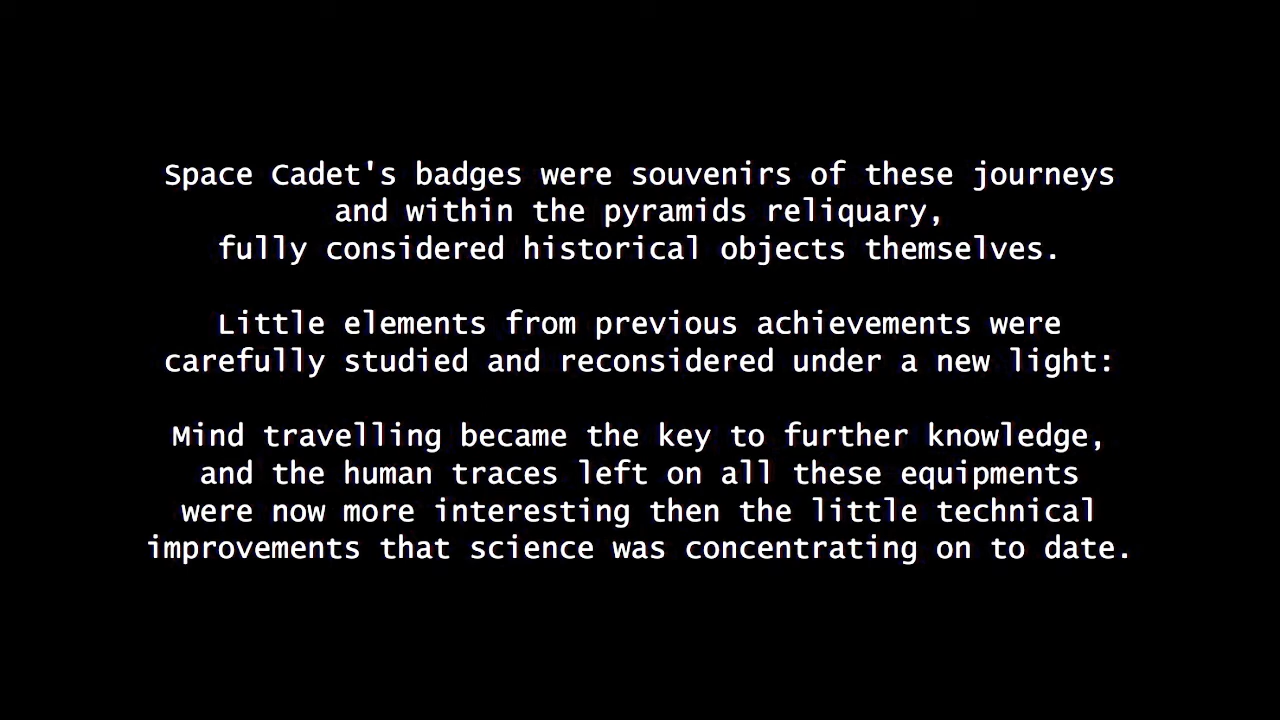 Space Cadet's badges were souvenirs of these journeys
and within the pyramids reliquary,
fully considered historical objects themselves.
Little elements from previous achievements were
carefully studied and reconsidered under a new light:
Mind travelling became the key to further knowledge,
and the human traces left on all these equipments
were now more interesting then the little technical
improvements that science was concentrating on to date.